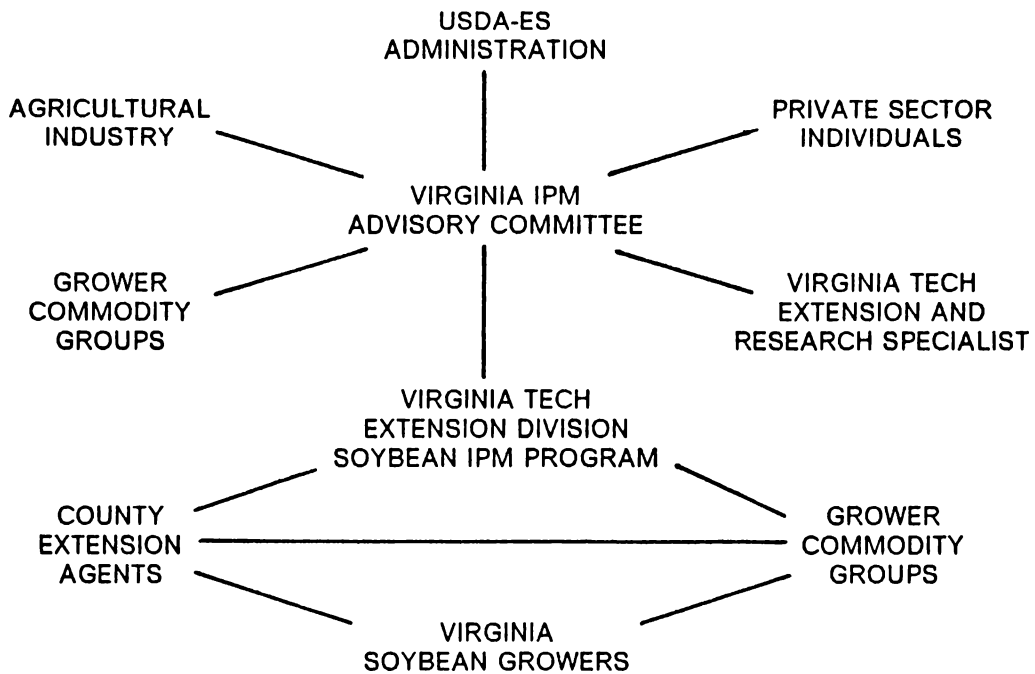 USDA-ES
ADMINISTRATION
AGRICULTURAL
INDUSTRY
PRIVATE SECTOR
INDIVIDUALS
VIRGINIA IPM
ADVISORY COMMITTEE
GROWER
COMMODITY
GROUPS
VIRGINIA TECH
EXTENSION AND
RESEARCH SPECIALIST
VIRGINIA TECH
EXTENSION DIVISION
SOYBEAN IPM PROGRAM
COUNTY
EXTENSION
AGENTS
GROWER
COMMODITY
GROUPS
VIRGINIA
SOYBEAN GROWERS